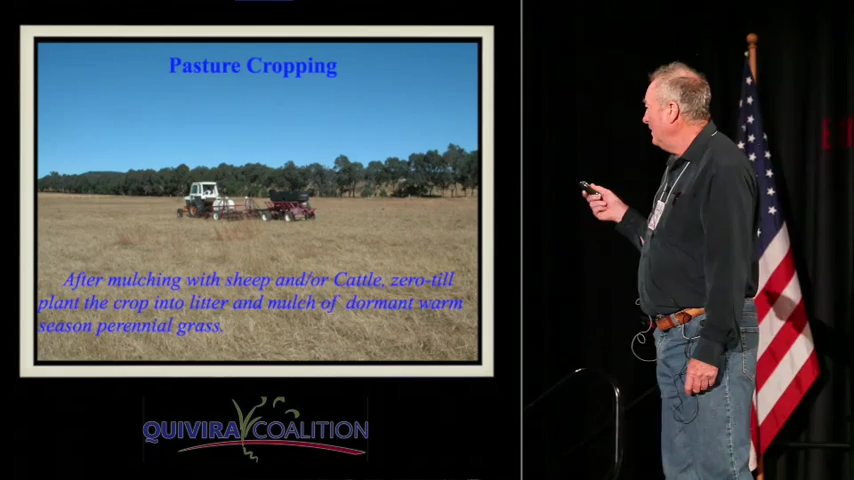 Pasture Cropping
After mulching with sheep and/or Cattle, zero-till
plant the crop into litter and mulch of dormant warm
season perennial grass.
QUIVIRA COALITION